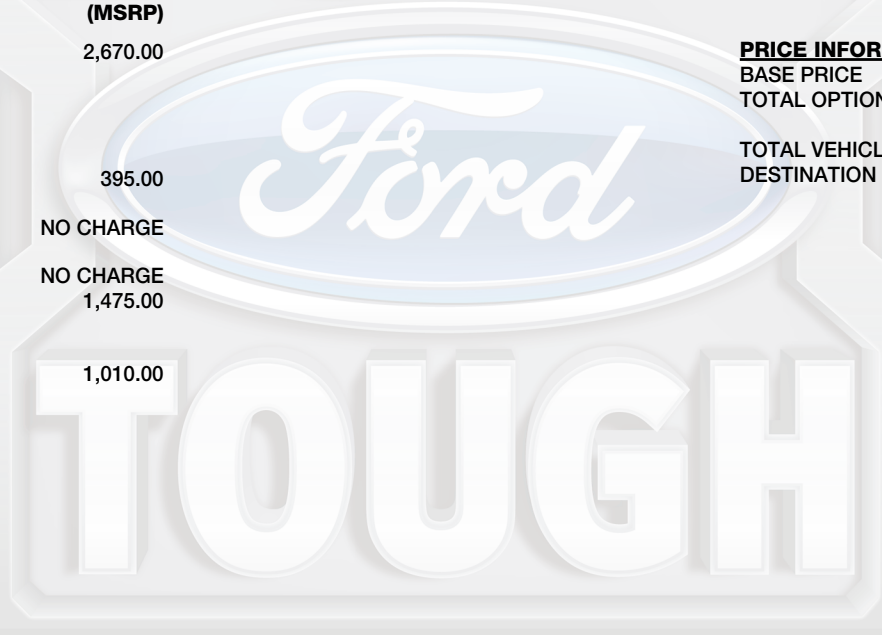 (MSRP)
2,670.00
395.00
NO CHARGE
NO CHARGE
1,475.00
1,010.00
PRICE INFOR
BASE PRICE
TOTAL OPTION
TOTAL VEHICL
DESTINATION
Ford
TOUGH